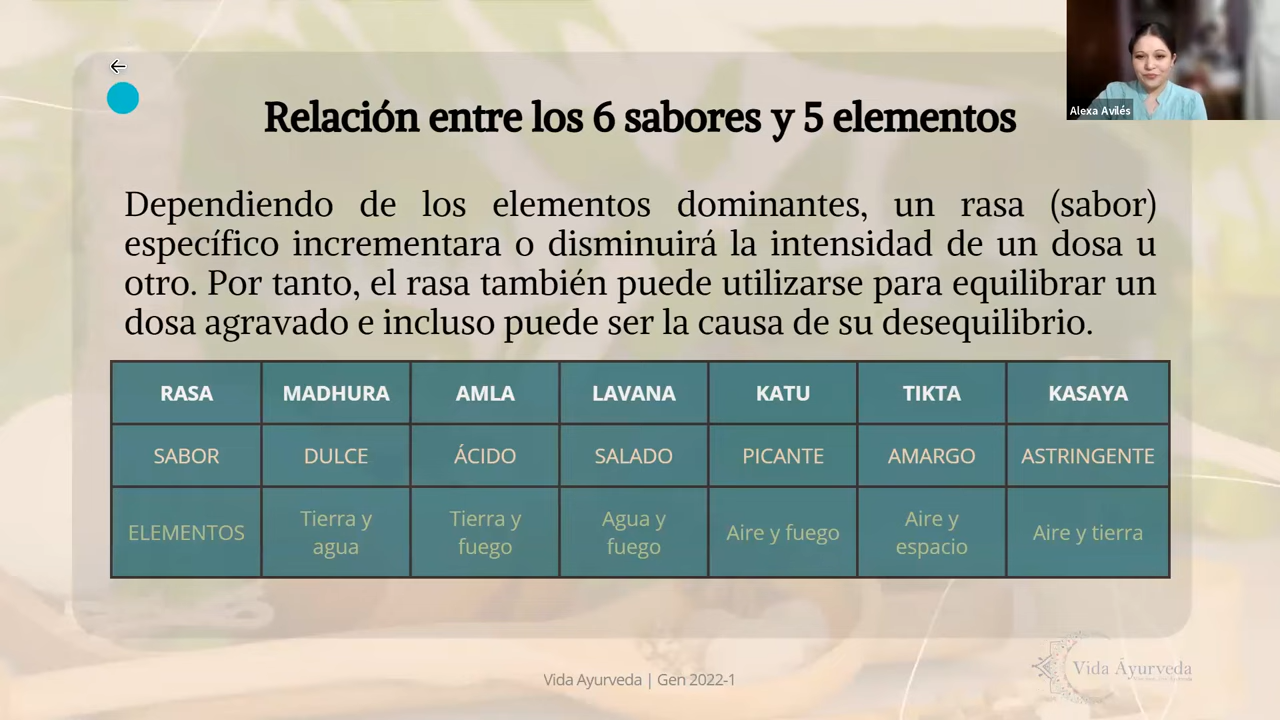 Alexa Avilés
Relación entre los 6 sabores y 5 elementos
Dependiendo de los elementos dominantes, un rasa (sabor)
específico incrementara o disminuirá la intensidad de un dosa u
otro. Por tanto, el rasa también puede utilizarse para equilibrar un
dosa agravado e incluso puede ser la causa de su desequilibrio.
RASA MADHURA AMLA LAVANA KATU TIKTA KASAYA
SABOR DULCE ÁCIDO SALADO PICANTE AMARGO ASTRINGENTE
ELEMENTOS Tierra y agua Tierra y fuego Agua y fuego Aire y fuego Aire y espacio Aire y tierra
Vida Ayurveda | Gen 2022-1
Vida Āyurveda